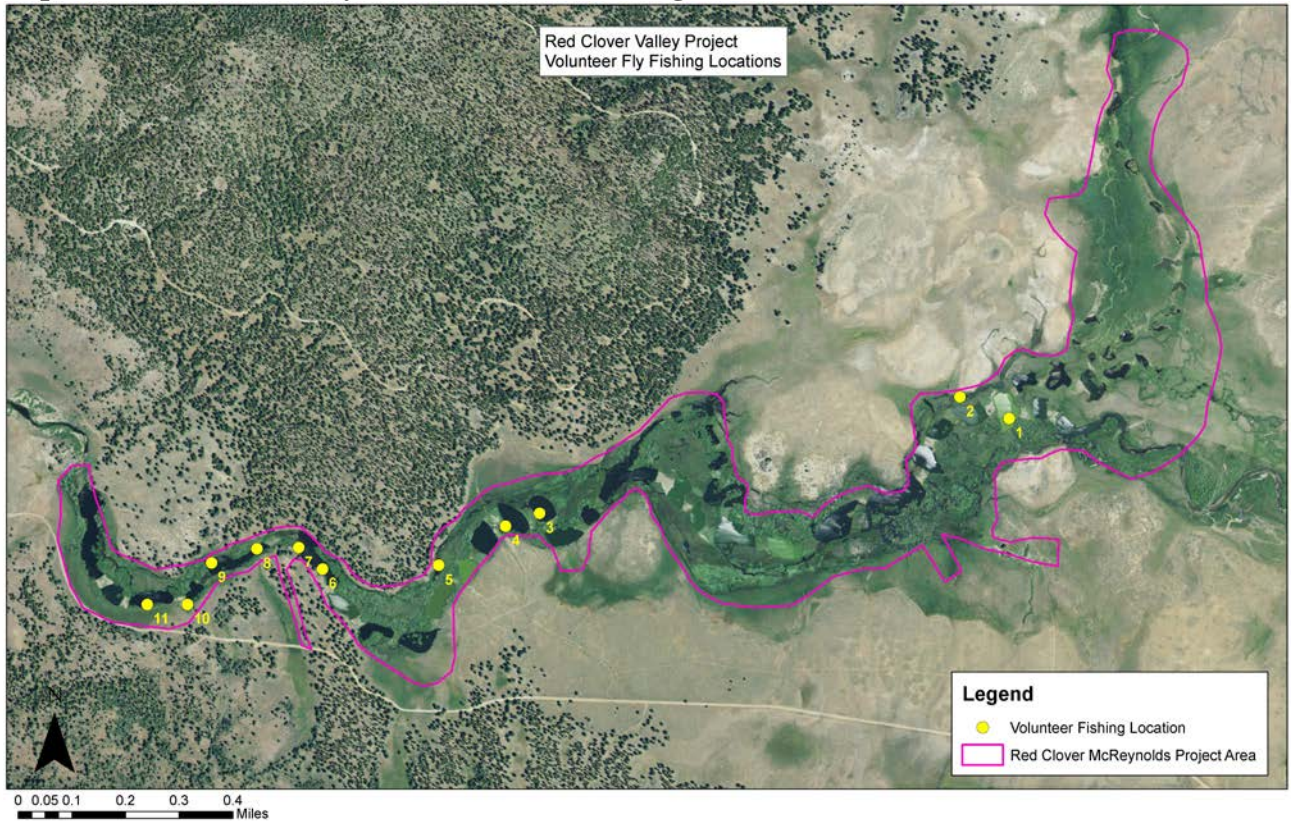 Red Clover Valley Project
Volunteer Fly Fishing Locations
2
1
3
4
5
7
8
6
9
11
10
N
Legend
Volunteer Fishing Location
Red Clover McReynolds Project Area
0 0.05 0.1 0.2 0.3 0.4
Miles